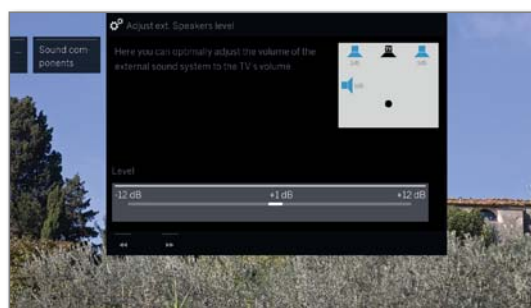 Adjust ext. Speakers level
...
Sound com-
ponents
Here you can optimally adjust the volume of the
external sound system to the TV's volume.
TV
Level
-12 dB
+1 dB
+12 dB